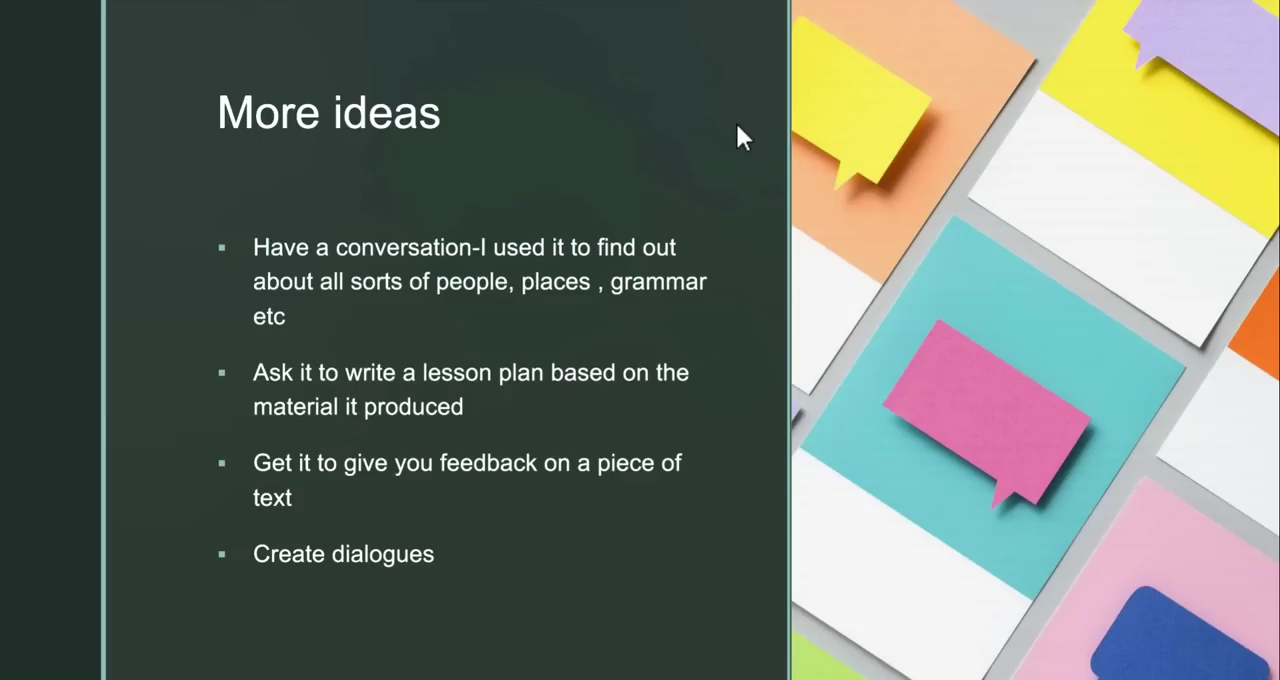 More ideas
Have a conversation-I used it to find out
about all sorts of people, places , grammar
etc
Ask it to write a lesson plan based on the
material it produced
Get it to give you feedback on a piece of
text
Create dialogues